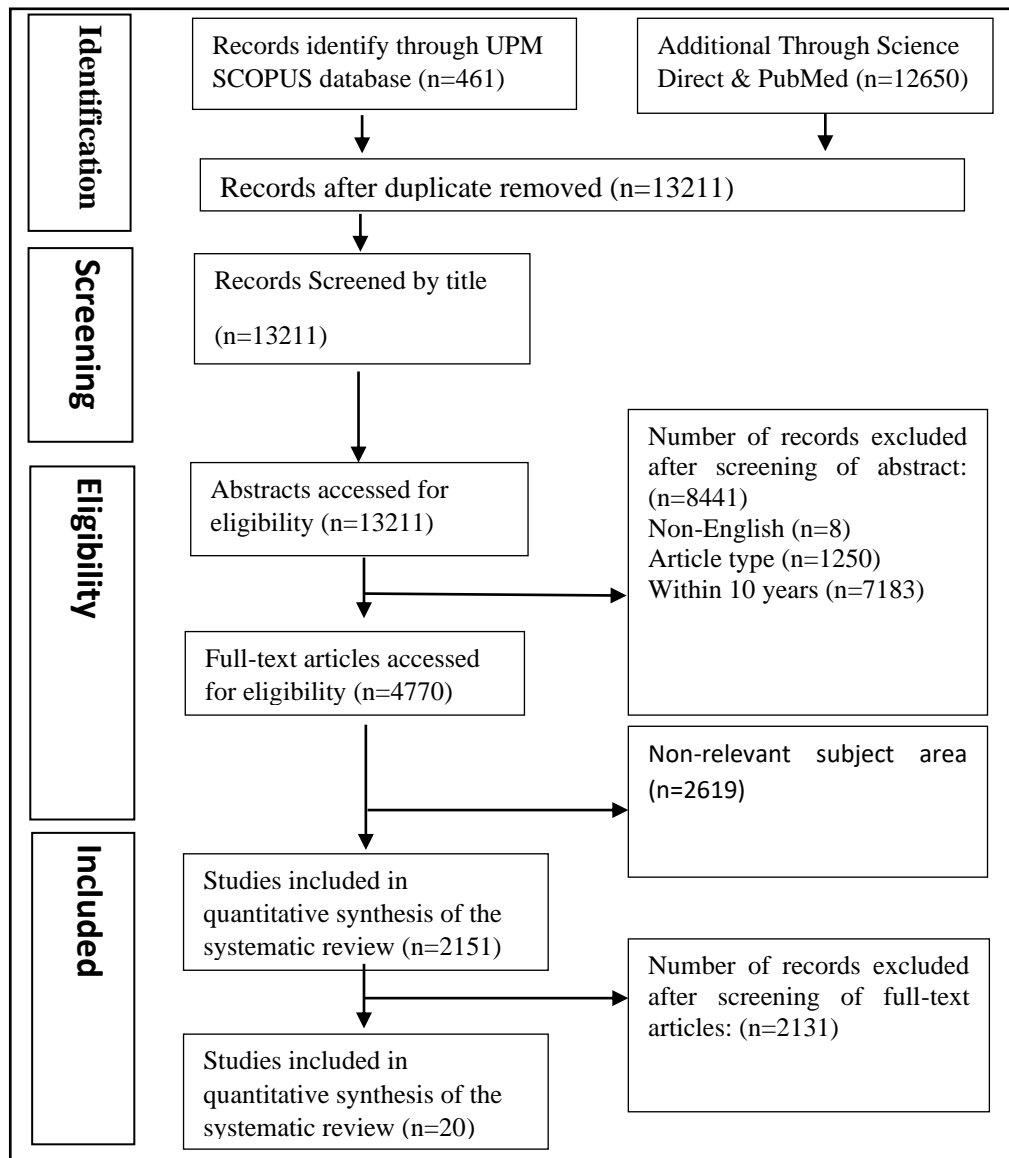 Identification
Records identify through UPM
SCOPUS database (n=461)
Additional Through Science
Direct & PubMed (n=12650)
Records after duplicate removed (n=13211)
Screening
Records Screened by title
(n=13211)
Eligibility
Abstracts accessed for
eligibility (n=13211)
Number of records excluded
after screening of abstract:
(n=8441)
Non-English (n=8)
Article type (n=1250)
Within 10 years (n=7183)
Full-text articles accessed
for eligibility (n=4770)
Non-relevant subject area
(n=2619)
Included
Studies included in
quantitative synthesis of the
systematic review (n=2151)
Number of records excluded
after screening of full-text
articles: (n=2131)
Studies included in
quantitative synthesis of the
systematic review (n=20)